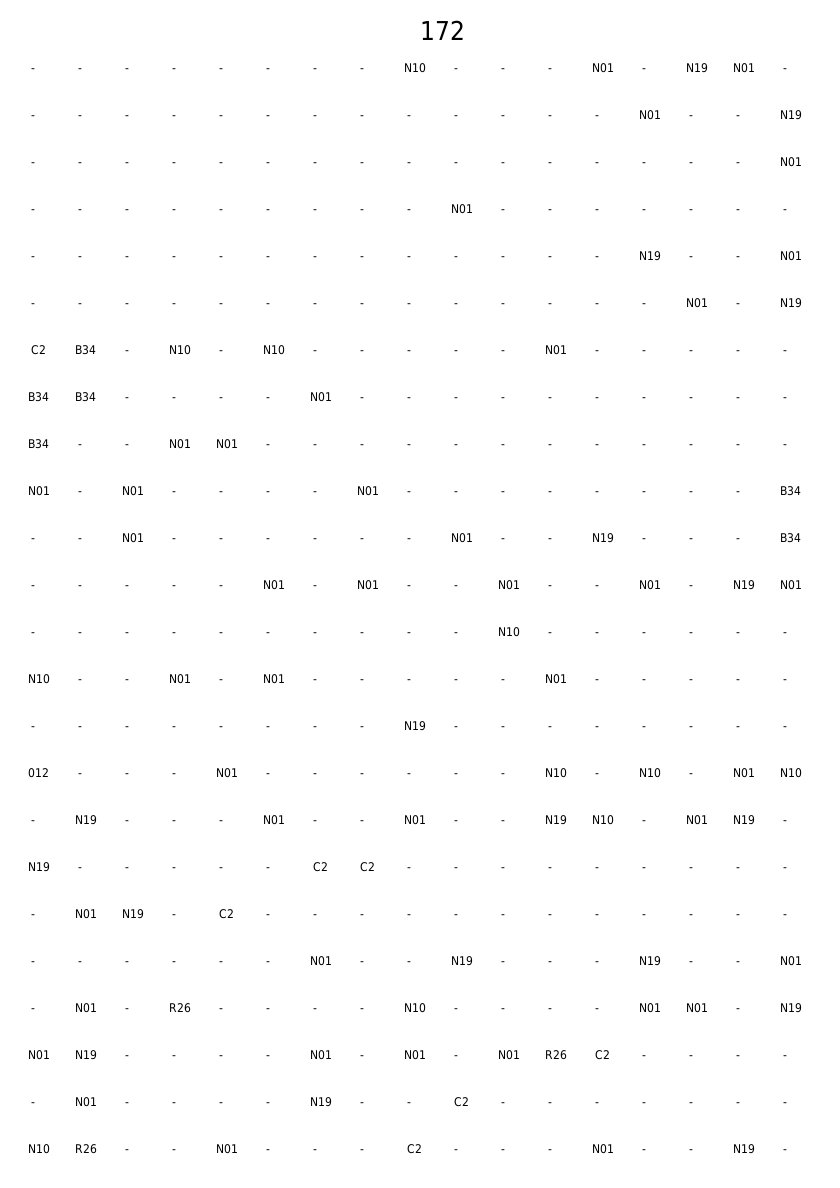 172
- - - - - - - - N10 - - - N01 - N19 N01 -
- - - - - - - - - - - - - N01 - - N19
- - - - - - - - - - - - - - - - N01
- - - - - - - - - N01 - - - - - - -
- - - - - - - - - - - - - N19 - - N01
- - - - - - - - - - - - - - N01 - N19
C2 B34 - N10 - N10 - - - - - N01 - - - - -
B34 B34 - - - - N01 - - - - - - - - - -
B34 - - N01 N01 - - - - - - - - - - - -
N01 - N01 - - - - N01 - - - - - - - - B34
- - N01 - - - - - - N01 - - N19 - - - B34
- - - - - N01 - N01 - - N01 - - N01 - N19 N01
- - - - - - - - - - N10 - - - - - -
N10 - - N01 - N01 - - - - - N01 - - - - -
- - - - - - - - N19 - - - - - - - -
012 - - - N01 - - - - - - N10 - N10 - N01 N10
- N19 - - - N01 - - N01 - - N19 N10 - N01 N19 -
N19 - - - - - C2 C2 - - - - - - - - -
- N01 N19 - C2 - - - - - - - - - - - -
- - - - - - N01 - - N19 - - - N19 - - N01
- N01 - R26 - - - - N10 - - - - N01 N01 - N19
N01 N19 - - - - N01 - N01 - N01 R26 C2 - - - -
- N01 - - - - N19 - - C2 - - - - - - -
N10 R26 - - N01 - - - C2 - - - N01 - - N19 -